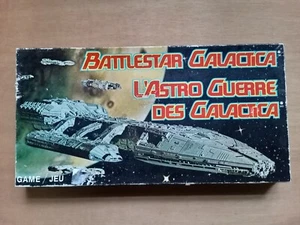 BATTLESTAR GALACTICA
L'ASTRO GUERRE
DES GALACTICA
GAME / JEU